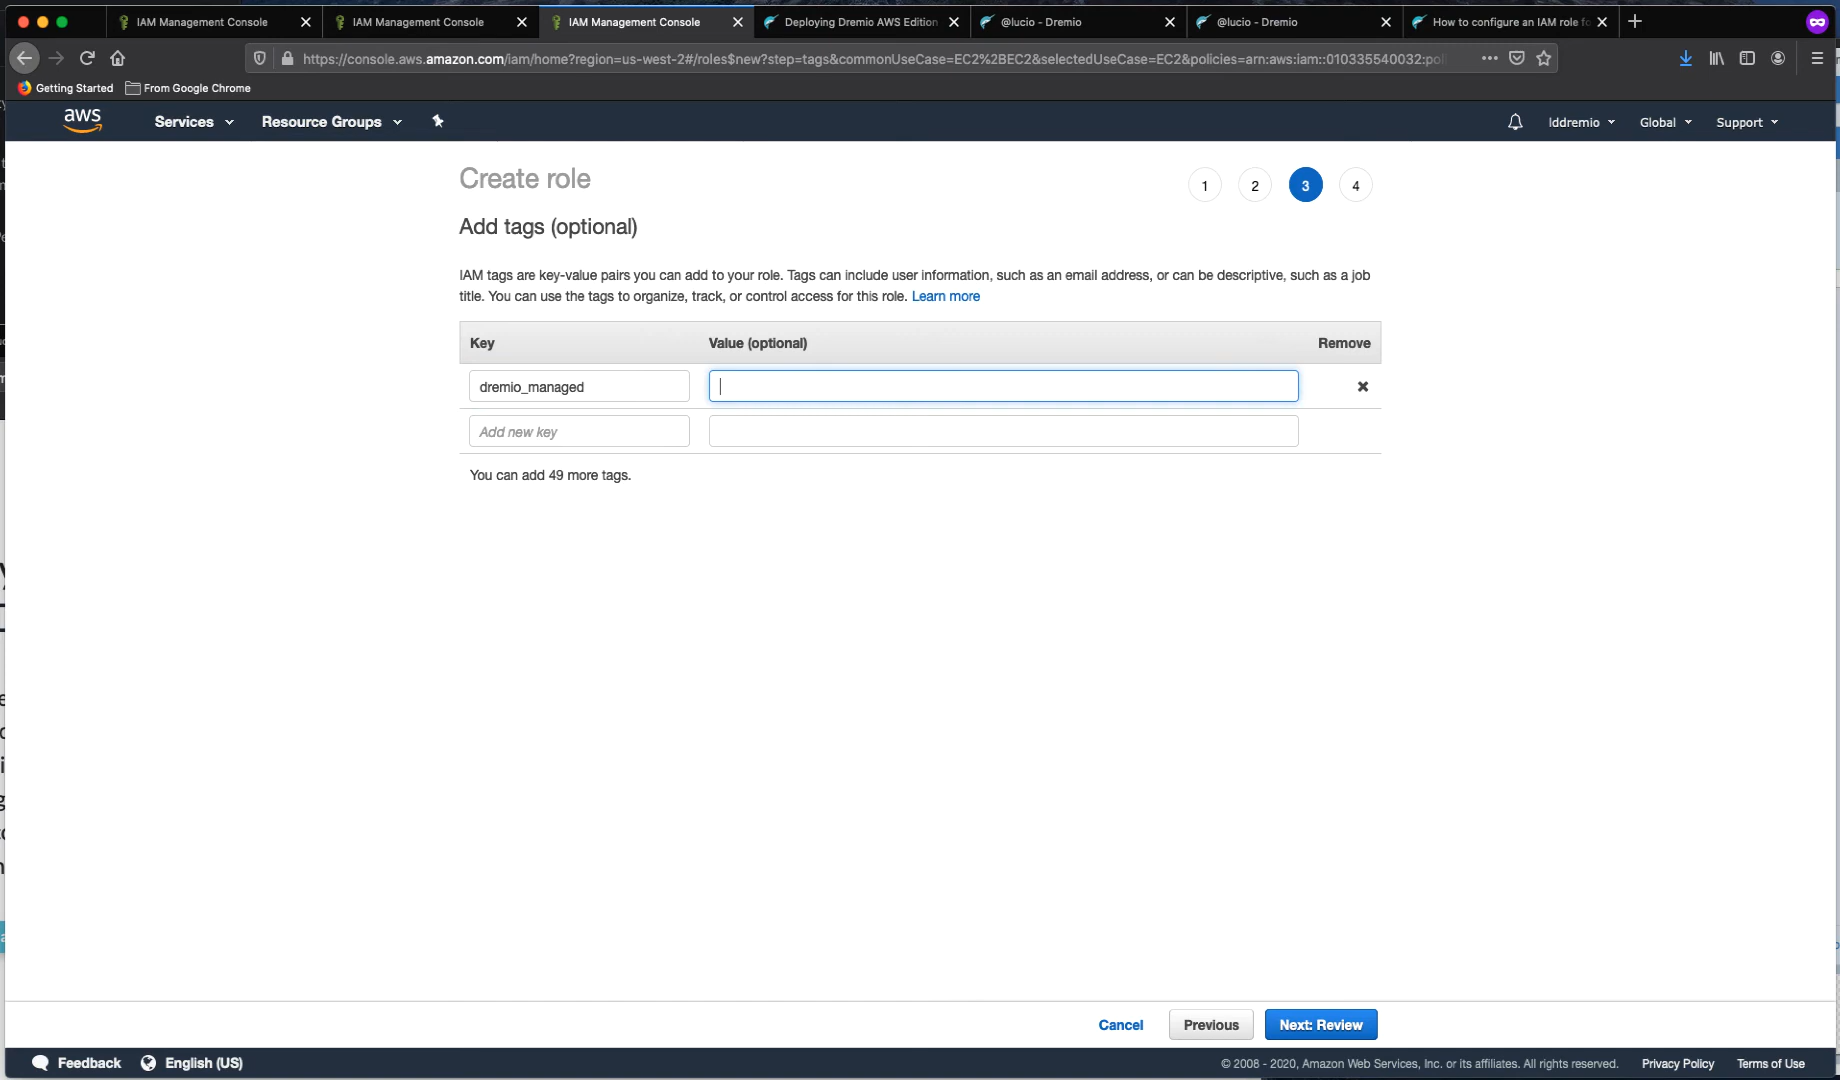 IAM Management Console
IAM Management Console
IAM Management Console
Deploying Dremio AWS Edition
@lucio - Dremio
@lucio - Dremio
How to configure an IAM role fo
https://console.aws.amazon.com/iam/home?region=us-west-2#/roles$new?step=tags&commonUseCase=EC2%2BEC2&selectedUseCase=EC2&policies=arn:aws:iam::010335540032:pol
Getting Started
From Google Chrome
aws
Services
Resource Groups
lddremio
Global
Support
Create role
1 2 3 4
Add tags (optional)
IAM tags are key-value pairs you can add to your role. Tags can include user information, such as an email address, or can be descriptive, such as a job
title. You can use the tags to organize, track, or control access for this role. Learn more
Key
Value (optional)
Remove
dremio_managed
Add new key
You can add 49 more tags.
Cancel
Previous
Next: Review
Feedback
English (US)
© 2008 - 2020, Amazon Web Services, Inc. or its affiliates. All rights reserved.
Privacy Policy
Terms of Use